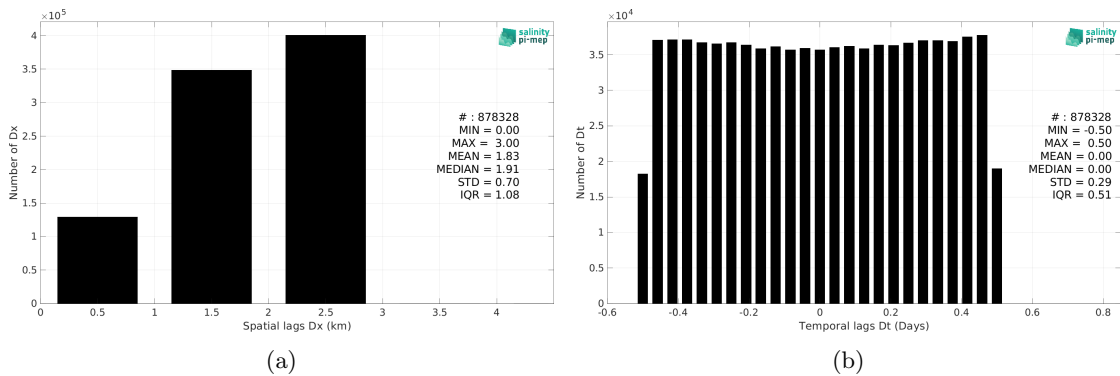 ×10^5
4
3.5
3
2.5
2
1.5
1
0.5
0
Number of Dx
salinity
pi-mep
# : 878328
MIN = 0.00
MAX = 3.00
MEAN = 1.83
MEDIAN = 1.91
STD = 0.70
IQR = 1.08
0 0.5 1 1.5 2 2.5 3 3.5 4
Spatial lags Dx (km)
(a)
×10^4
3.5
3
2.5
2
1.5
1
0.5
0
Number of Dt
salinity
pi-mep
# : 878328
MIN = -0.50
MAX = 0.50
MEAN = 0.00
MEDIAN = 0.00
STD = 0.29
IQR = 0.51
-0.6 -0.4 -0.2 0 0.2 0.4 0.6 0.8
Temporal lags Dt (Days)
(b)